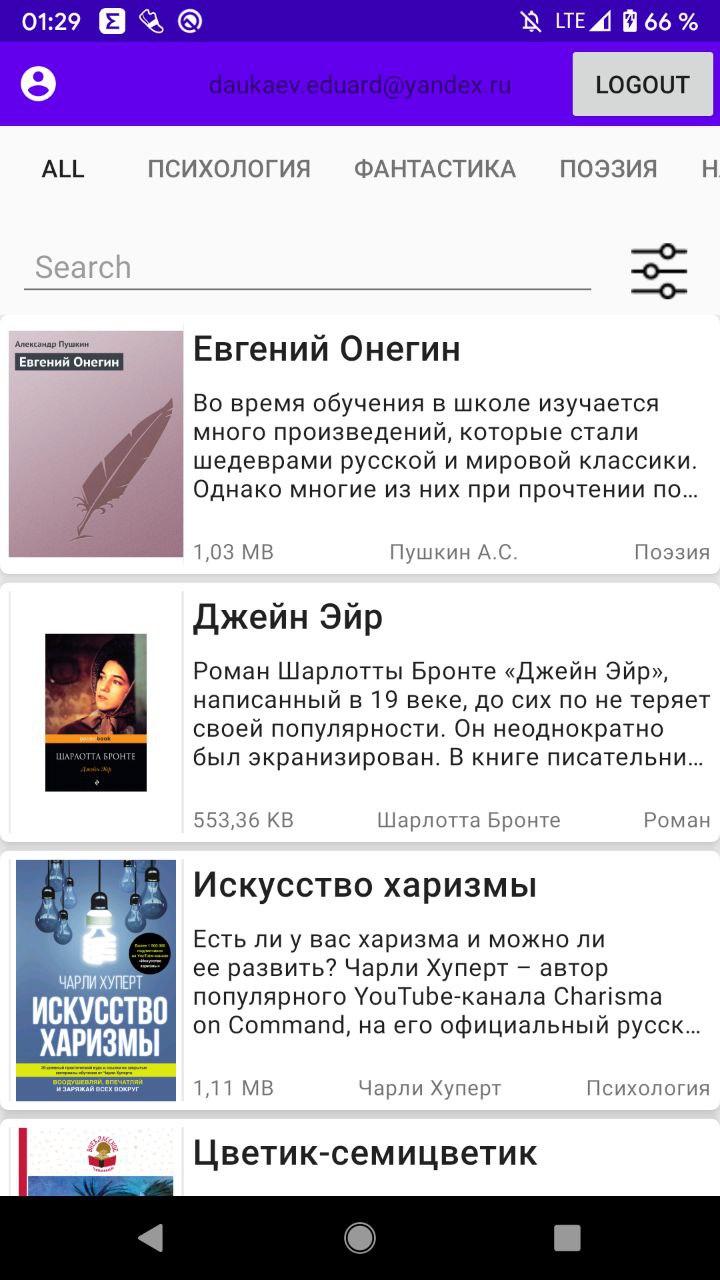 01:29 LTE 66 %
daukaev.eduard@yandex.ru LOGOUT
ALL ПСИХОЛОГИЯ ФАНТАСТИКА ПОЭЗИЯ
Search
Александр Пушкин
Евгений Онегин
Евгений Онегин
Во время обучения в школе изучается
много произведений, которые стали
шедеврами русской и мировой классики.
Однако многие из них при прочтении по...
1,03 MB Пушкин А.С. Поэзия
pocketbook
ШАРЛОТТА БРОНТЕ
Джейн Эйр
Джейн Эйр
Роман Шарлотты Бронте «Джейн Эйр»,
написанный в 19 веке, до сих по не теряет
своей популярности. Он неоднократно
был экранизирован. В книге писательни...
553,36 KB Шарлотта Бронте Роман
ЧАРЛИ ХУПЕРТ
ИСКУССТВО
ХАРИЗМЫ
ВООДУШЕВЛЯЙ, ВПЕЧАТЛЯЙ
И ЗАРЯЖАЙ ВСЕХ ВОКРУГ
Искусство харизмы
Есть ли у вас харизма и можно ли
ее развить? Чарли Хуперт – автор
популярного YouTube-канала Charisma
on Command, на его официальный русск...
1,11 MB Чарли Хуперт Психология
Цветик-семицветик